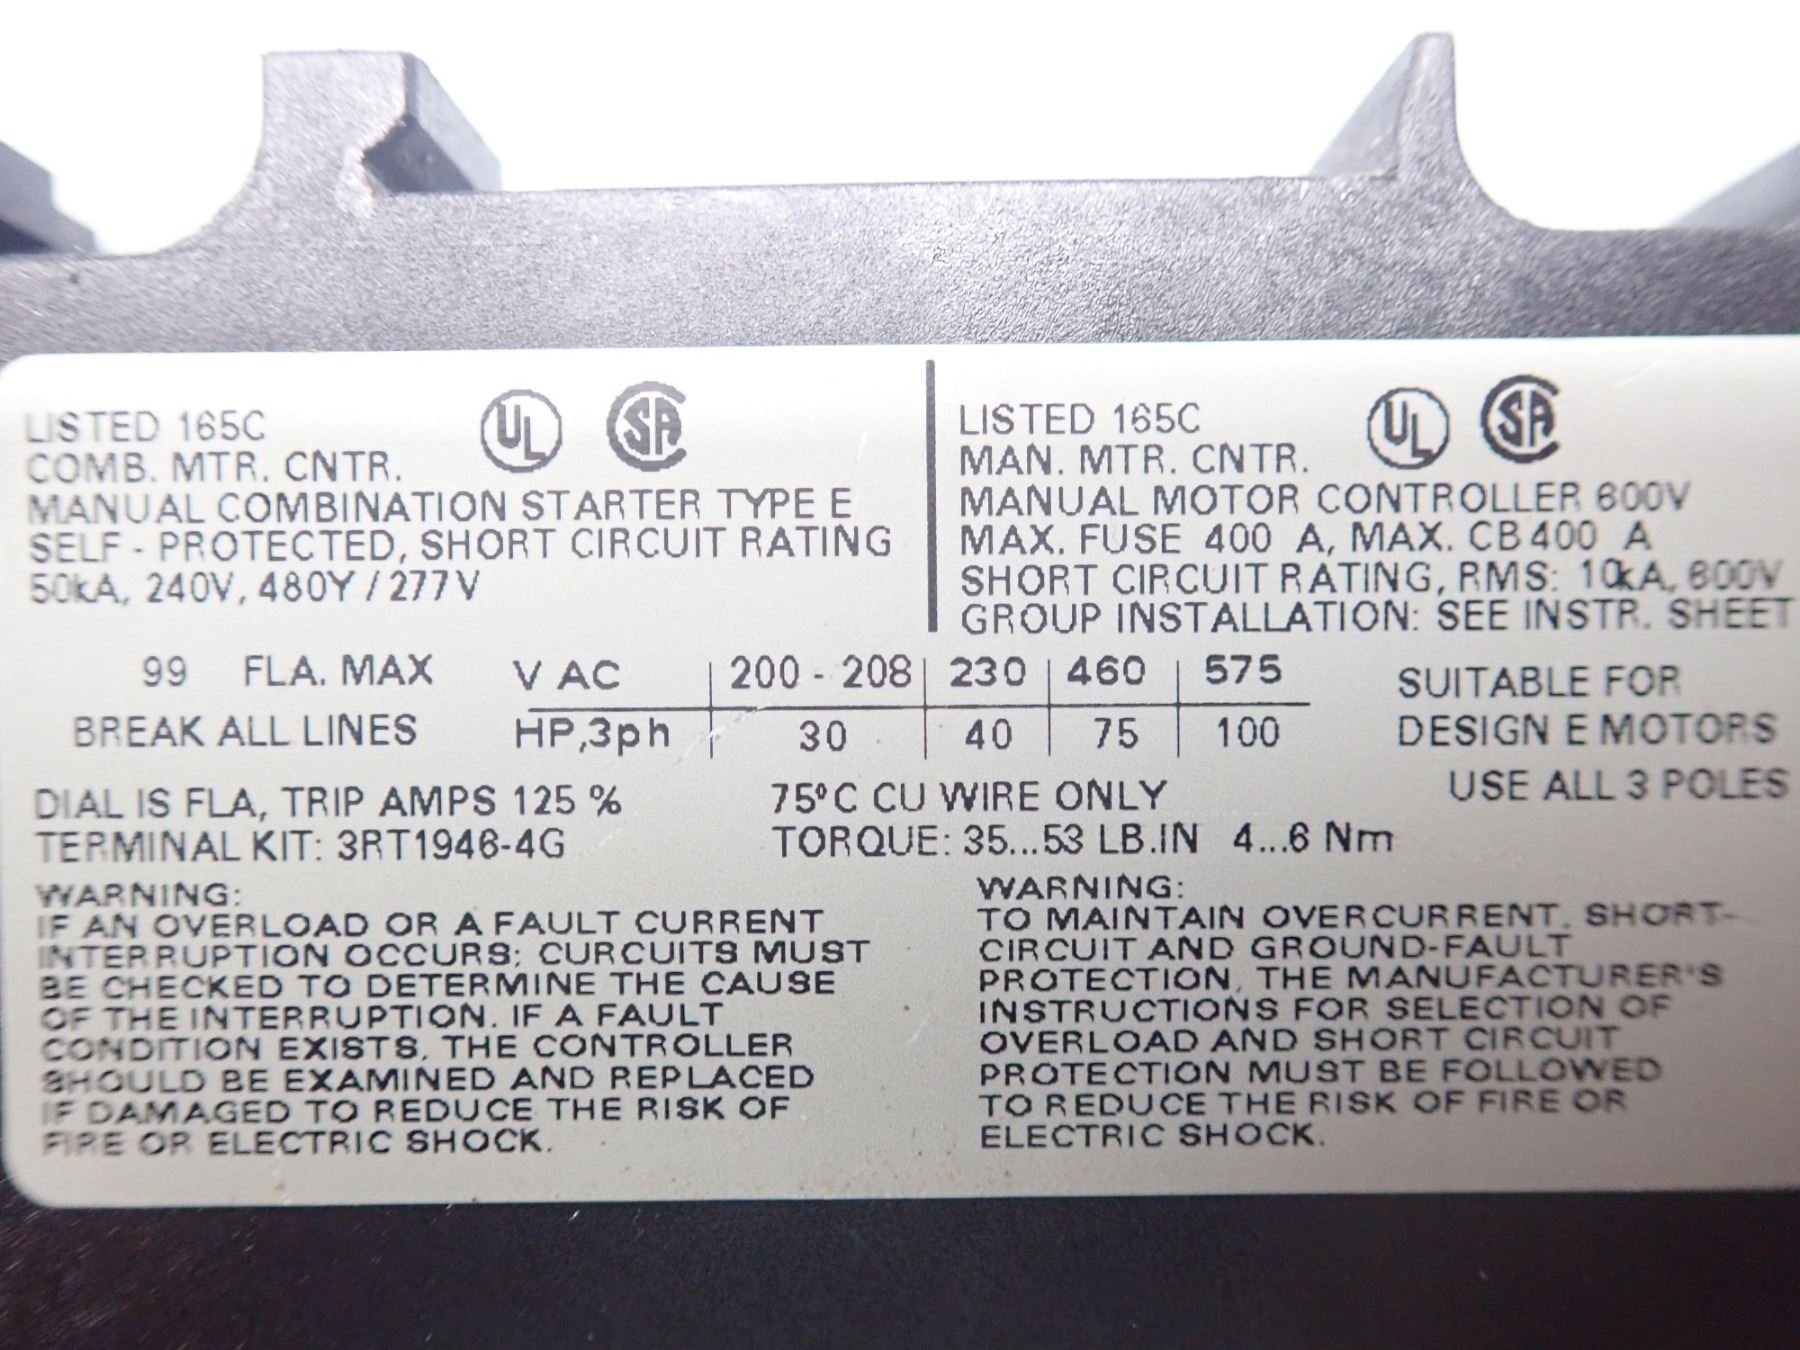 LISTED 165C UL SA
COMB. MTR. CNTR.
MANUAL COMBINATION STARTER TYPE E
SELF - PROTECTED, SHORT CIRCUIT RATING
50kA, 240V, 480Y / 277V
LISTED 165C UL SA
MAN. MTR. CNTR.
MANUAL MOTOR CONTROLLER 600V
MAX. FUSE 400 A, MAX. CB 400 A
SHORT CIRCUIT RATING, RMS: 10kA, 600V
GROUP INSTALLATION: SEE INSTR. SHEET
99 FLA. MAX V AC 200 - 208 230 460 575 SUITABLE FOR
BREAK ALL LINES HP,3ph 30 40 75 100 DESIGN E MOTORS
DIAL IS FLA, TRIP AMPS 125 % 75°C CU WIRE ONLY USE ALL 3 POLES
TERMINAL KIT: 3RT1946-4G TORQUE: 35...53 LB.IN 4...6 Nm
WARNING:
IF AN OVERLOAD OR A FAULT CURRENT
INTERRUPTION OCCURS; CURCUITS MUST
BE CHECKED TO DETERMINE THE CAUSE
OF THE INTERRUPTION. IF A FAULT
CONDITION EXISTS, THE CONTROLLER
SHOULD BE EXAMINED AND REPLACED
IF DAMAGED TO REDUCE THE RISK OF
FIRE OR ELECTRIC SHOCK.
WARNING:
TO MAINTAIN OVERCURRENT. SHORT-
CIRCUIT AND GROUND-FAULT
PROTECTION, THE MANUFACTURER'S
INSTRUCTIONS FOR SELECTION OF
OVERLOAD AND SHORT CIRCUIT
PROTECTION MUST BE FOLLOWED
TO REDUCE THE RISK OF FIRE OR
ELECTRIC SHOCK.